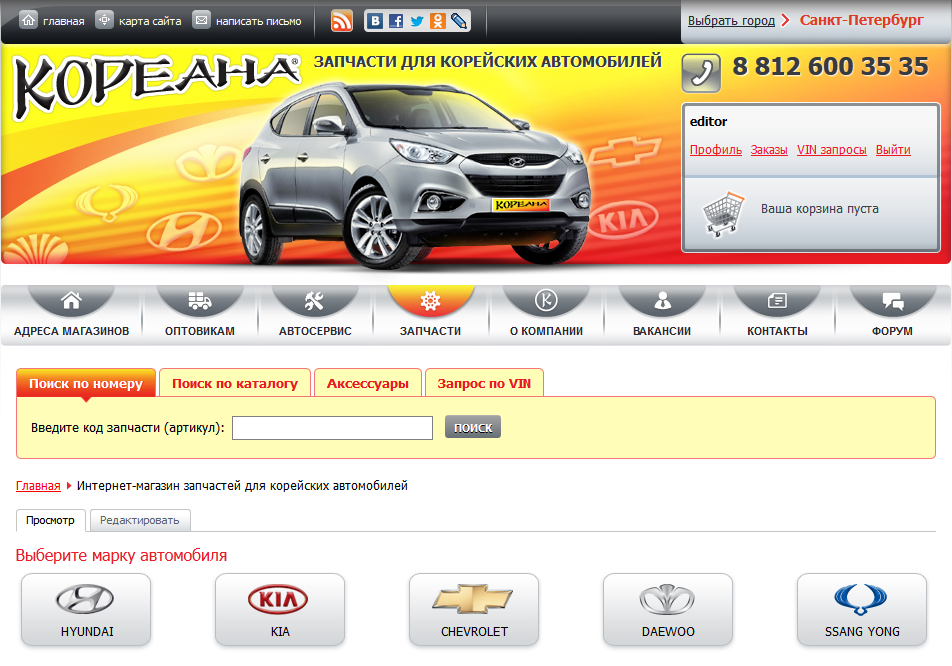 главная карта сайта написать письмо Выбрать город Санкт-Петербург
КОРЕАНА® ЗАПЧАСТИ ДЛЯ КОРЕЙСКИХ АВТОМОБИЛЕЙ 8 812 600 35 35
editor
Профиль Заказы VIN запросы Выйти
Ваша корзина пуста
КОРЕАНА
KIA
АДРЕСА МАГАЗИНОВ ОПТОВИКАМ АВТОСЕРВИС ЗАПЧАСТИ О КОМПАНИИ ВАКАНСИИ КОНТАКТЫ ФОРУМ
Поиск по номеру Поиск по каталогу Аксессуары Запрос по VIN
Введите код запчасти (артикул): ПОИСК
Главная Интернет-магазин запчастей для корейских автомобилей
Просмотр Редактировать
Выберите марку автомобиля
KIA
HYUNDAI KIA CHEVROLET DAEWOO SSANG YONG